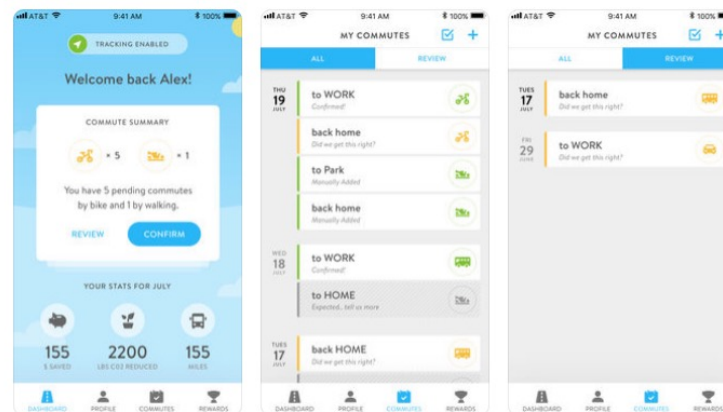 AT&T 9:41 AM 100%
TRACKING ENABLED
Welcome back Alex!
COMMUTE SUMMARY
× 5 × 1
You have 5 pending commutes
by bike and 1 by walking.
REVIEW CONFIRM
YOUR STATS FOR JULY
155 2200 155
$ SAVED LBS CO2 REDUCED MILES
DASHBOARD PROFILE COMMUTES REWARDS
AT&T 9:41 AM 100%
MY COMMUTES
ALL REVIEW
THU
19
JULY
to WORK
Confirmed!
back home
Did we get this right?
to Park
Manually Added
back home
Manually Added
WED
18
JULY
to WORK
Confirmed!
to HOME
Expected.. tell us more
TUES
17
JULY
back HOME
Did we get this right?
DASHBOARD PROFILE COMMUTES REWARDS
AT&T 9:41 AM 100%
MY COMMUTES
ALL REVIEW
TUES
17
JULY
back home
Did we get this right?
FRI
29
JUNE
to WORK
Did we get this right?
DASHBOARD PROFILE COMMUTES REWARDS